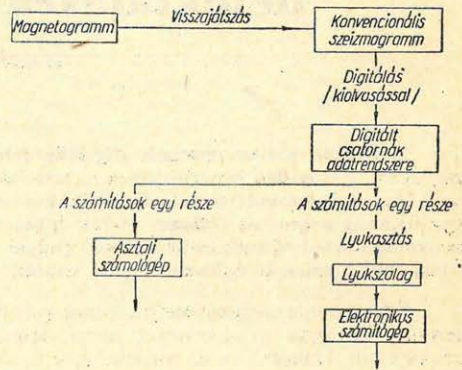 Magnetogramm
Visszajátszás
Konvencionális
szeizmogramm
Digitálás
/kiolvasással/
Digitált
csatornák
adatrendszere
A számítások egy része
A számítások egy része
Asztali
számológép
Lyukasztás
Lyukszalag
Elektronikus
számítógép